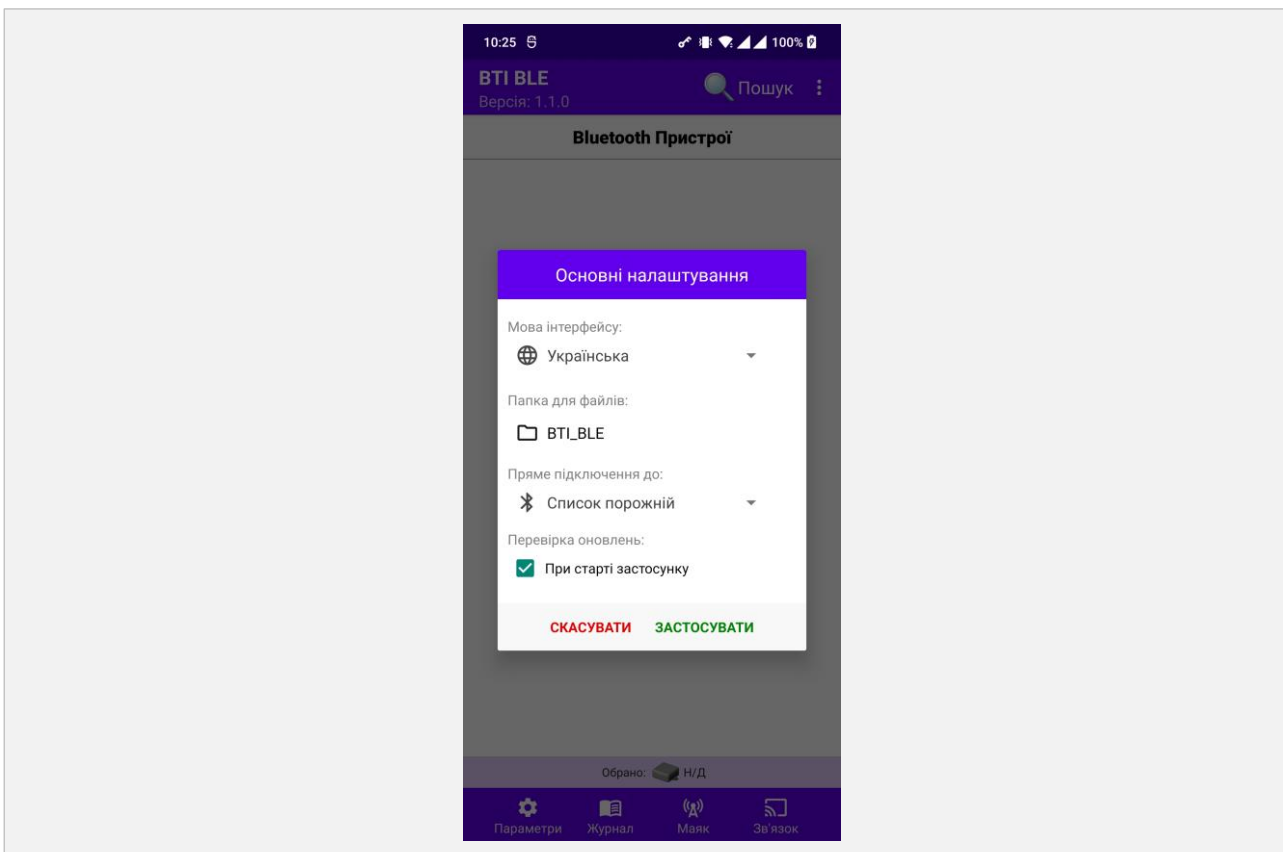 10:25 100%
BTI BLE
Версія: 1.1.0
Пошук
Bluetooth Пристрої
Основні налаштування
Мова інтерфейсу:
Українська
Папка для файлів:
BTI_BLE
Пряме підключення до:
Список порожній
Перевірка оновлень:
При старті застосунку
СКАСУВАТИ ЗАСТОСУВАТИ
Обрано: Н/Д
Параметри Журнал Маяк Зв'язок